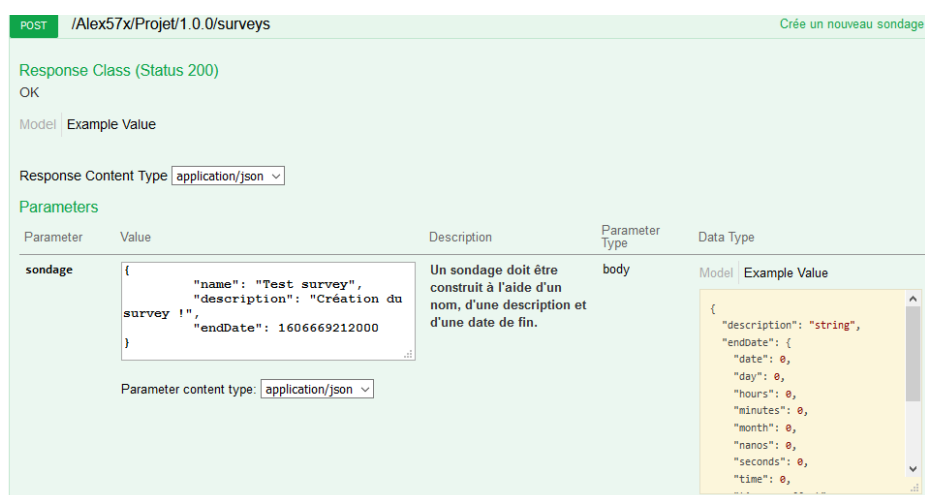 POST /Alex57x/Projet/1.0.0/surveys Crée un nouveau sondage
Response Class (Status 200)
OK
Model Example Value
Response Content Type application/json
Parameters
Parameter Value Description Parameter Type Data Type
sondage
{
"name": "Test survey",
"description": "Création du
survey !",
"endDate": 1606669212000
}
Parameter content type: application/json
Un sondage doit être
construit à l'aide d'un
nom, d'une description et
d'une date de fin.
body
Model Example Value
{
"description": "string",
"endDate": {
"date": 0,
"day": 0,
"hours": 0,
"minutes": 0,
"month": 0,
"nanos": 0,
"seconds": 0,
"time": 0,